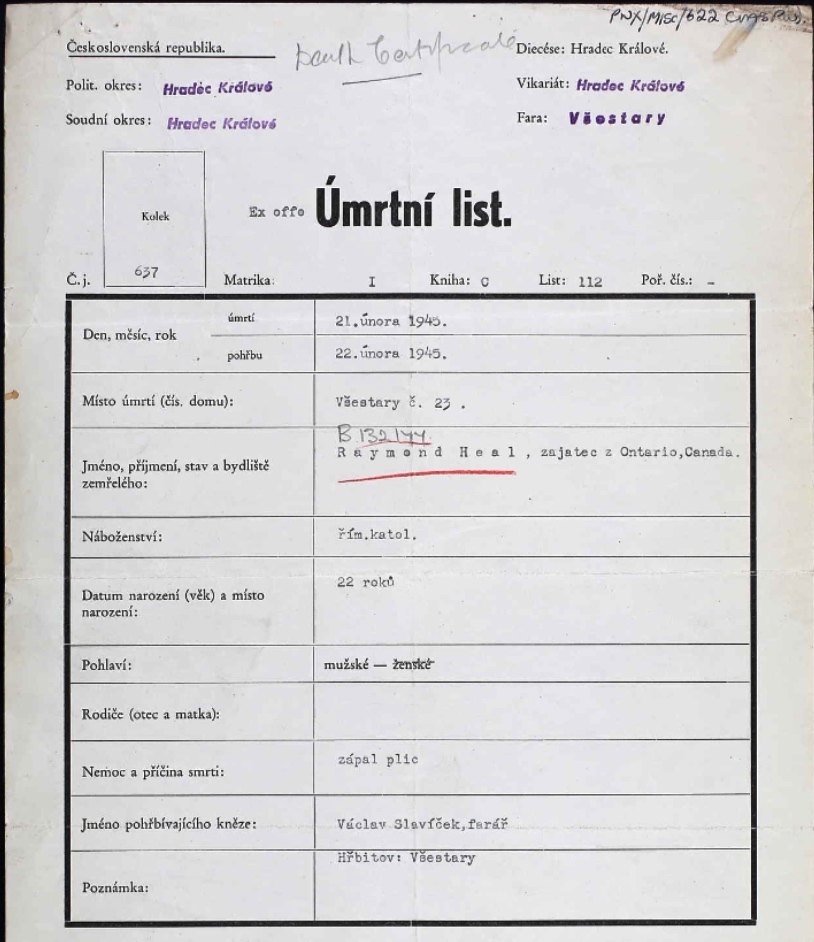 PWX/MISC/622
Československá republika.
Death Certificate
Diecése: Hradec Králové.
Polit. okres: Hradec Králové
Vikariát: Hradec Králové
Soudní okres: Hradec Králové
Fara: Všestary
Kolek
Ex offo Úmrtní list.
Č.j. 637 Matrika: I Kniha: C List: 112 Poř. čís.: -
Den, měsíc, rok
úmrtí
21.února 1945.
pohřbu
22.února 1945.
Místo úmrtí (čís. domu):
Všestary č. 23 .
B 132177
Jméno, příjmení, stav a bydliště
zemřelého:
Raymond Heal, zajatec z Ontario,Canada.
Náboženství:
řím.katol.
Datum narození (věk) a místo
narození:
22 roků
Pohlaví:
mužské — ženské
Rodiče (otec a matka):
Nemoc a příčina smrti:
zápal plic
Jméno pohřbívajícího kněze:
Václav Slavíček,farář
Poznámka:
Hřbitov: Všestary